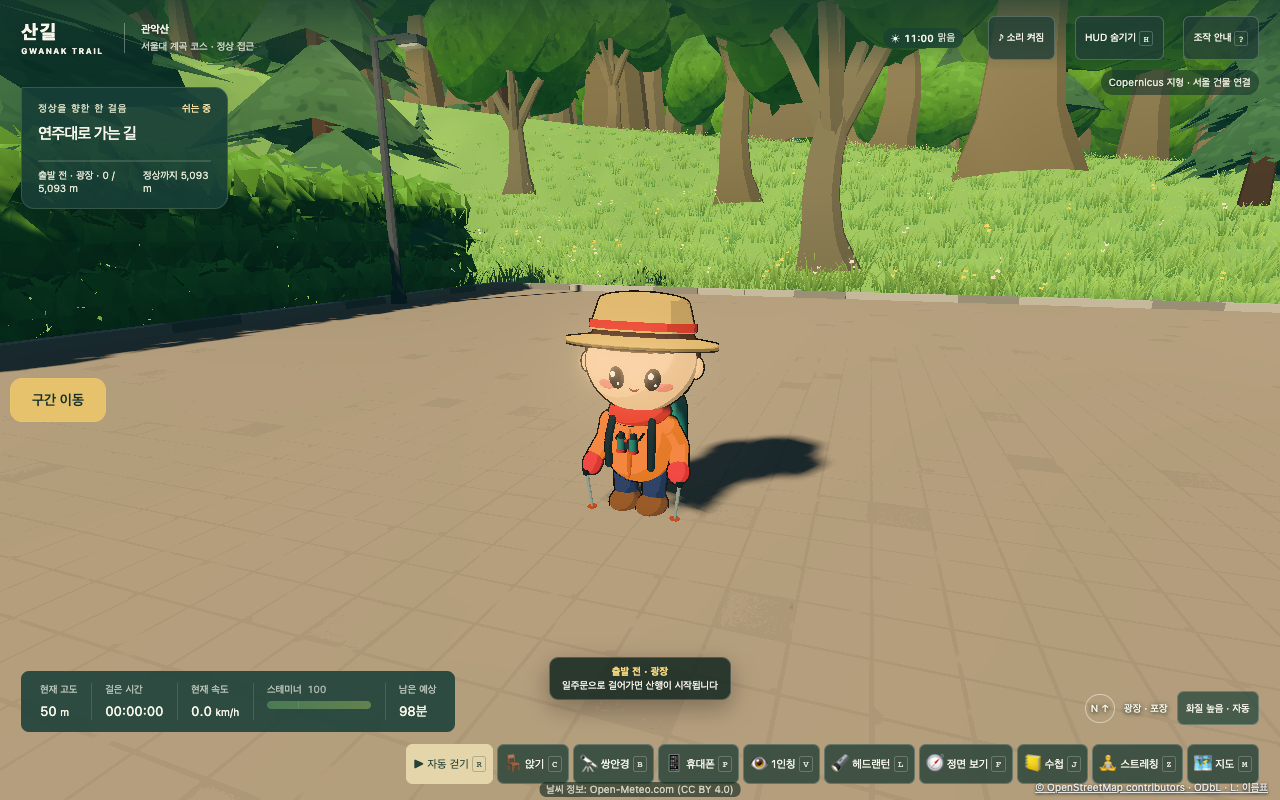 산길
GWANAK TRAIL
관악산
서울대 계곡 코스 · 정상 접근
☀ 11:00 맑음
♪ 소리 켜짐
HUD 숨기기 H
조작 안내 ?
Copernicus 지형 · 서울 건물 연결
정상을 향한 한 걸음
쉬는 중
연주대로 가는 길
출발 전 · 광장 · 0 /
5,093 m
정상까지 5,093
m
구간 이동
출발 전 · 광장
일주문으로 걸어가면 산행이 시작됩니다
현재 고도
50 m
걸은 시간
00:00:00
현재 속도
0.0 km/h
스테미너 100
남은 예상
98분
N ↑
광장 · 포장
화질 높음 · 자동
▶ 자동 걷기 R
앉기 C
쌍안경 B
휴대폰 P
1인칭 V
헤드랜턴 L
정면 보기 F
수첩 J
스트레칭 Z
지도 M
날씨 정보: Open-Meteo.com (CC BY 4.0)
© OpenStreetMap contributors · ODbL · L: 이름표